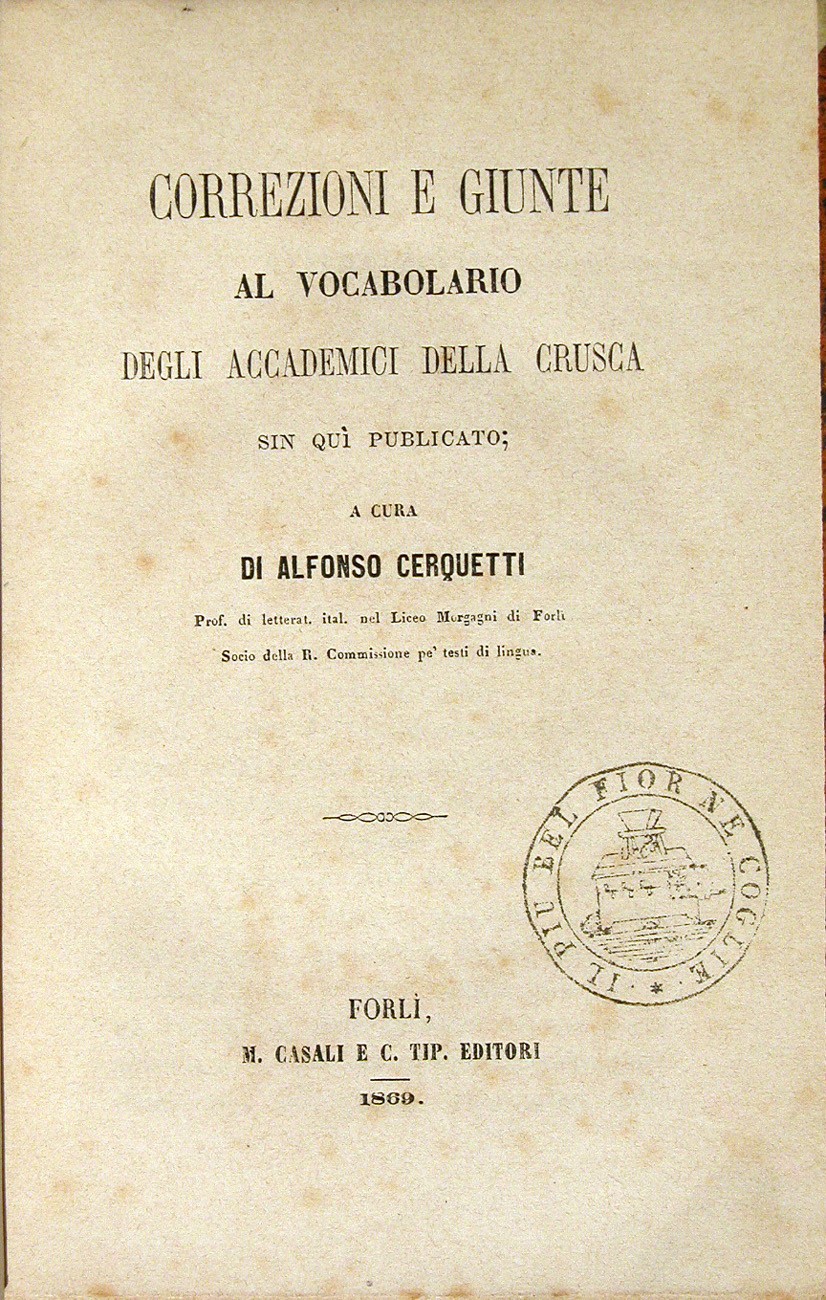 CORREZIONI E GIUNTE
AL VOCABOLARIO
DEGLI ACCADEMICI DELLA CRUSCA
SIN QUÌ PUBLICATO;
A CURA
DI ALFONSO CERQUETTI
Prof. di letterat. ital. nel Liceo Morgagni di Forlì
Socio della R. Commissione pe' testi di lingua.
IL PIU BEL FIOR NE COGLIE
FORLÌ,
M. CASALI E C. TIP. EDITORI
1869.